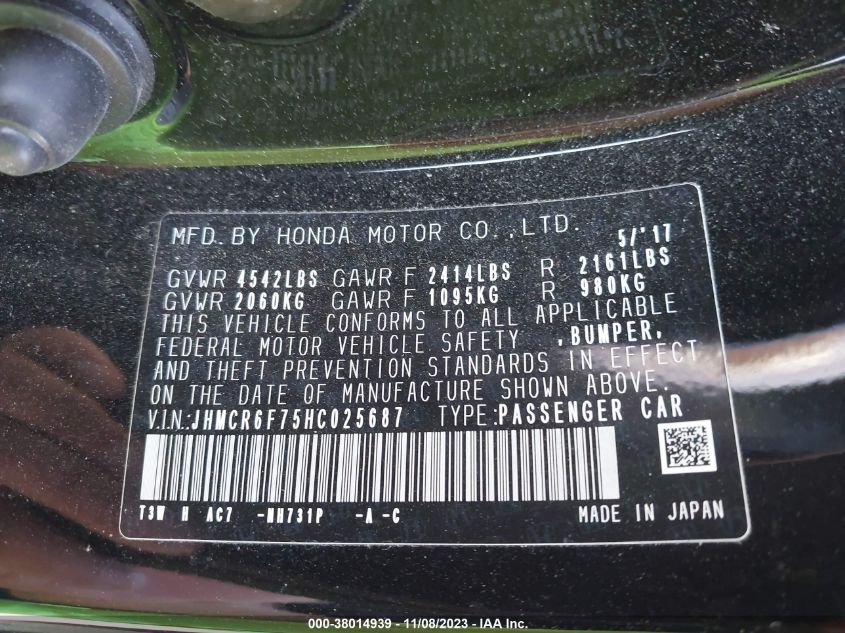 MFD. BY HONDA MOTOR CO.,LTD. 5/'17
GVWR 4542LBS GAWR F 2414LBS R 2161LBS
GVWR 2060KG GAWR F 1095KG R 980KG
THIS VEHICLE CONFORMS TO ALL APPLICABLE
FEDERAL MOTOR VEHICLE SAFETY ,BUMPER,
AND THEFT PREVENTION STANDARDS IN EFFECT
ON THE DATE OF MANUFACTURE SHOWN ABOVE.
V.I.N.:JHMCR6F75HC025687 TYPE:PASSENGER CAR
T3W H AC7 -NH731P -A -C MADE IN JAPAN
000-38014939 - 11/08/2023 - IAA Inc.